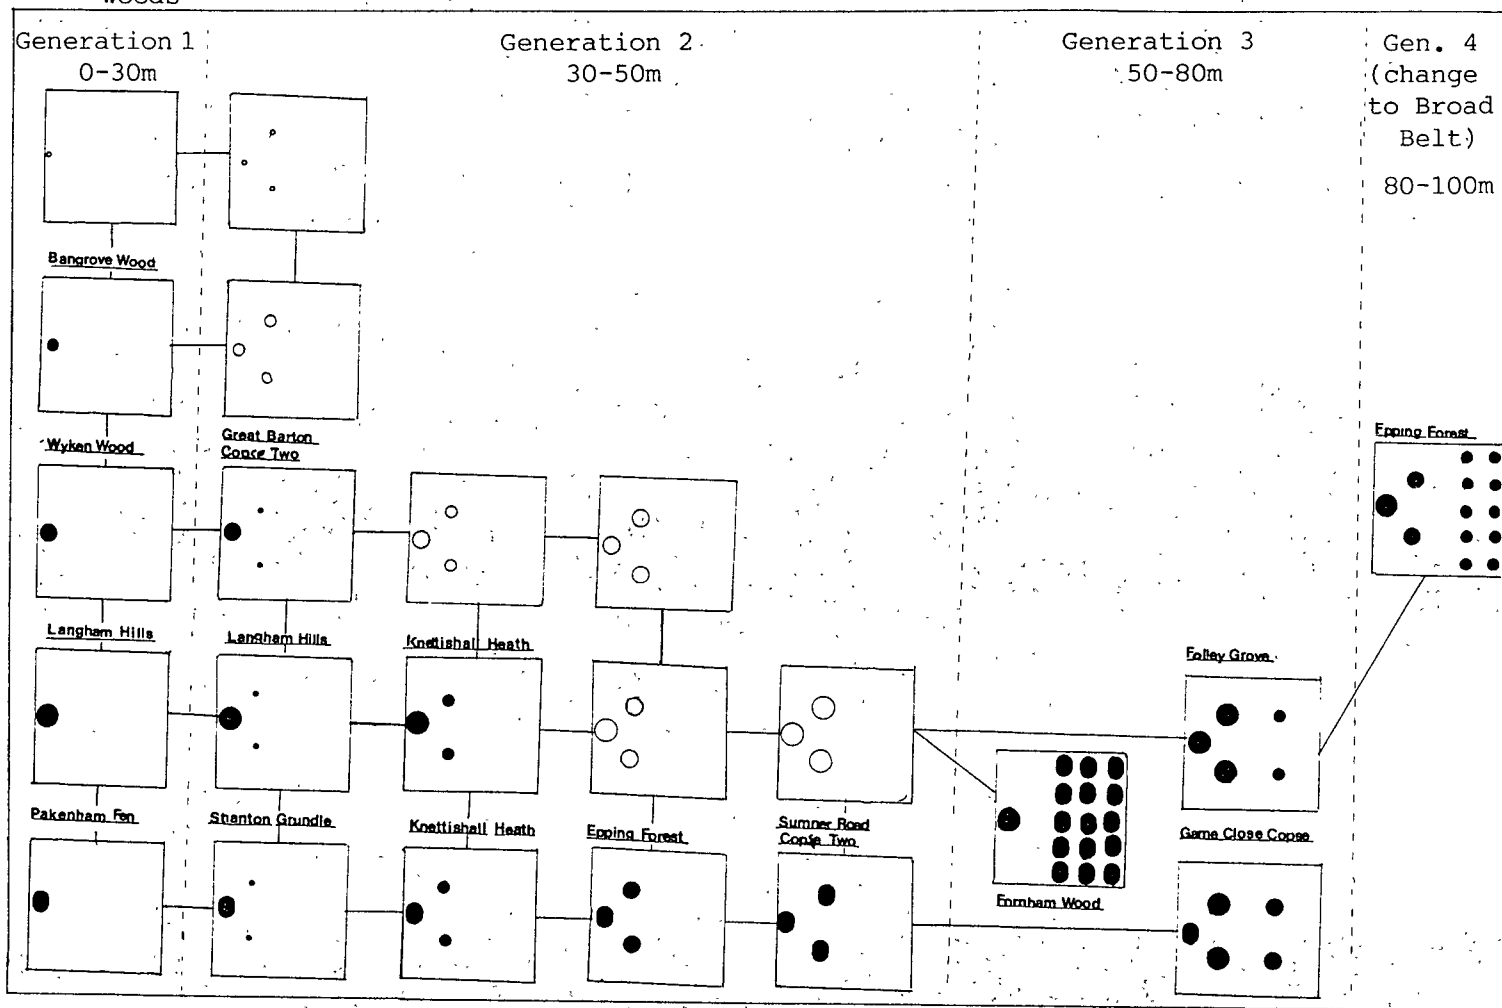 Woods
Generation 1
0-30m
Generation 2
30-50m
Generation 3
50-80m
Gen. 4
(change
to Broad
Belt)
80-100m
Bangrove Wood
Wyken Wood
Great Barton
Copse Two
Epping Forest
Langham Hills
Langham Hills
Knettishall Heath
Folley Grove
Pakenham Fen
Stanton Grundle
Knettishall Heath
Epping Forest
Sumner Road
Copse Two
Game Close Copse
Fornham Wood